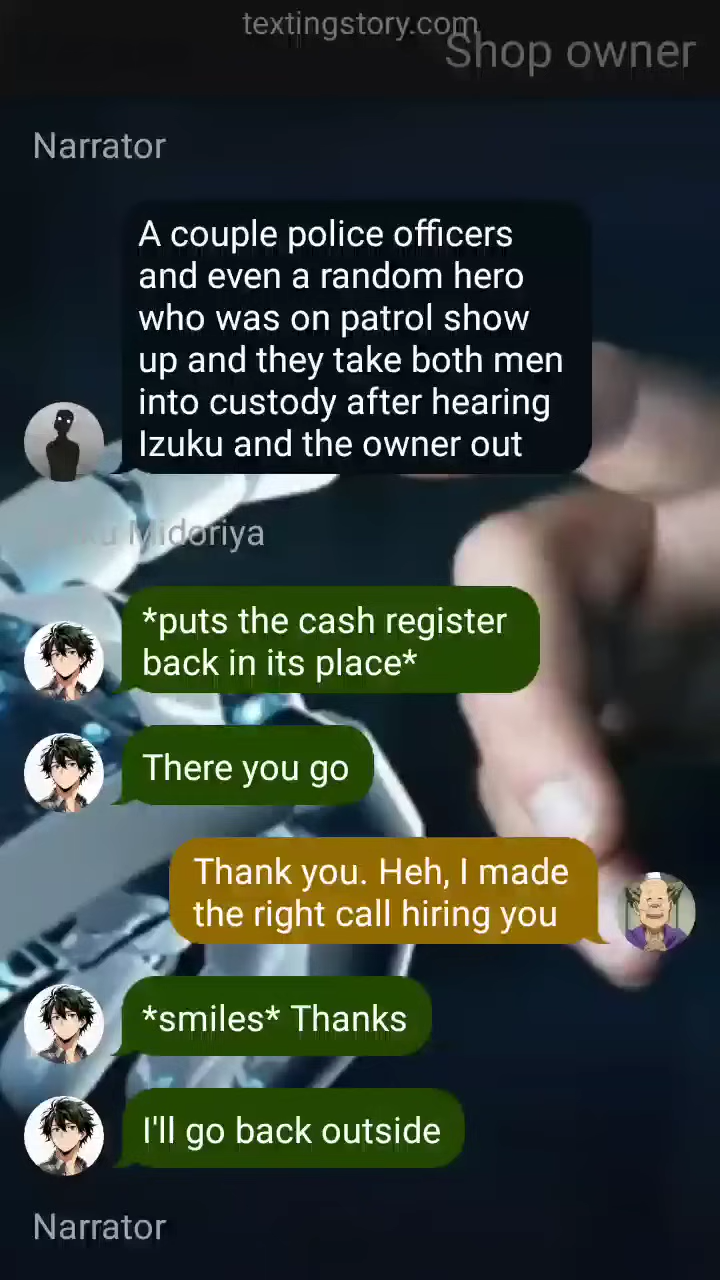 textingstory.com
Shop owner
Narrator
A couple police officers
and even a random hero
who was on patrol show
up and they take both men
into custody after hearing
Izuku and the owner out
Midoriya
*puts the cash register
back in its place*
There you go
Thank you. Heh, I made
the right call hiring you
*smiles* Thanks
I'll go back outside
Narrator